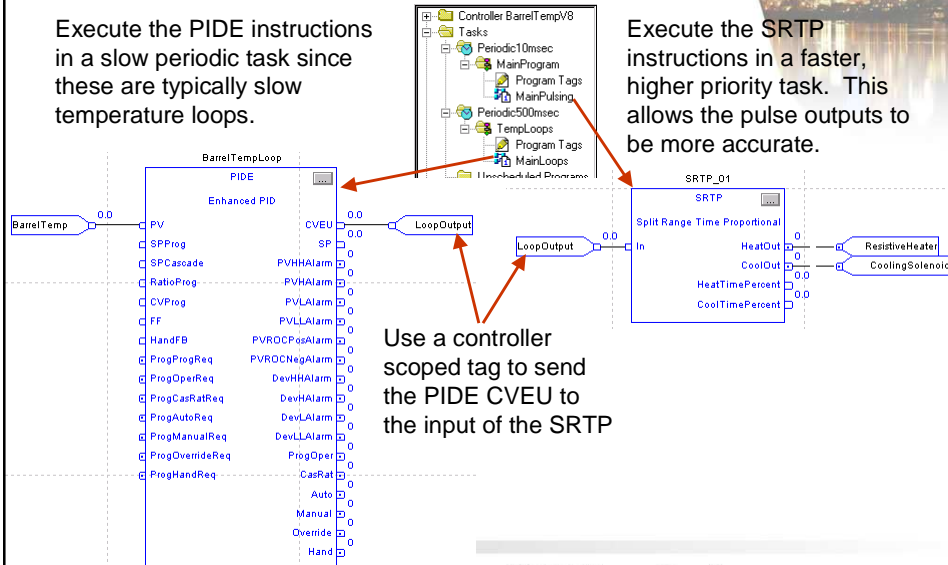 Execute the PIDE instructions
in a slow periodic task since
these are typically slow
temperature loops.
Controller BarrelTempV8
Tasks
Periodic10msec
MainProgram
Program Tags
MainPulsing
Periodic500msec
TempLoops
Program Tags
MainLoops
Unscheduled Programs
Execute the SRTP
instructions in a faster,
higher priority task. This
allows the pulse outputs to
be more accurate.
BarrelTempLoop
PIDE
...
Enhanced PID
BarrelTemp
0.0
PV
SPProg
SPCascade
RatioProg
CVProg
FF
HandFB
ProgProgReq
ProgOperReq
ProgCasRatReq
ProgAutoReq
ProgManualReq
ProgOverrideReq
ProgHandReq
CVEU
0.0
LoopOutput
SP
0.0
PVHHAlarm
0
PVHAlarm
0
PVLAlarm
0
PVLLAlarm
0
PVROCPosAlarm
0
PVROCNegAlarm
0
DevHHAlarm
0
DevHAlarm
0
DevLAlarm
0
DevLLAlarm
0
ProgOper
0
CasRat
0
Auto
0
Manual
0
Override
0
Hand
0
SRTP_01
SRTP
...
Split Range Time Proportional
LoopOutput
0.0
In
HeatOut
0
ResistiveHeater
CoolOut
0
CoolingSolenoid
HeatTimePercent
0.0
CoolTimePercent
0.0
Use a controller
scoped tag to send
the PIDE CVEU to
the input of the SRTP